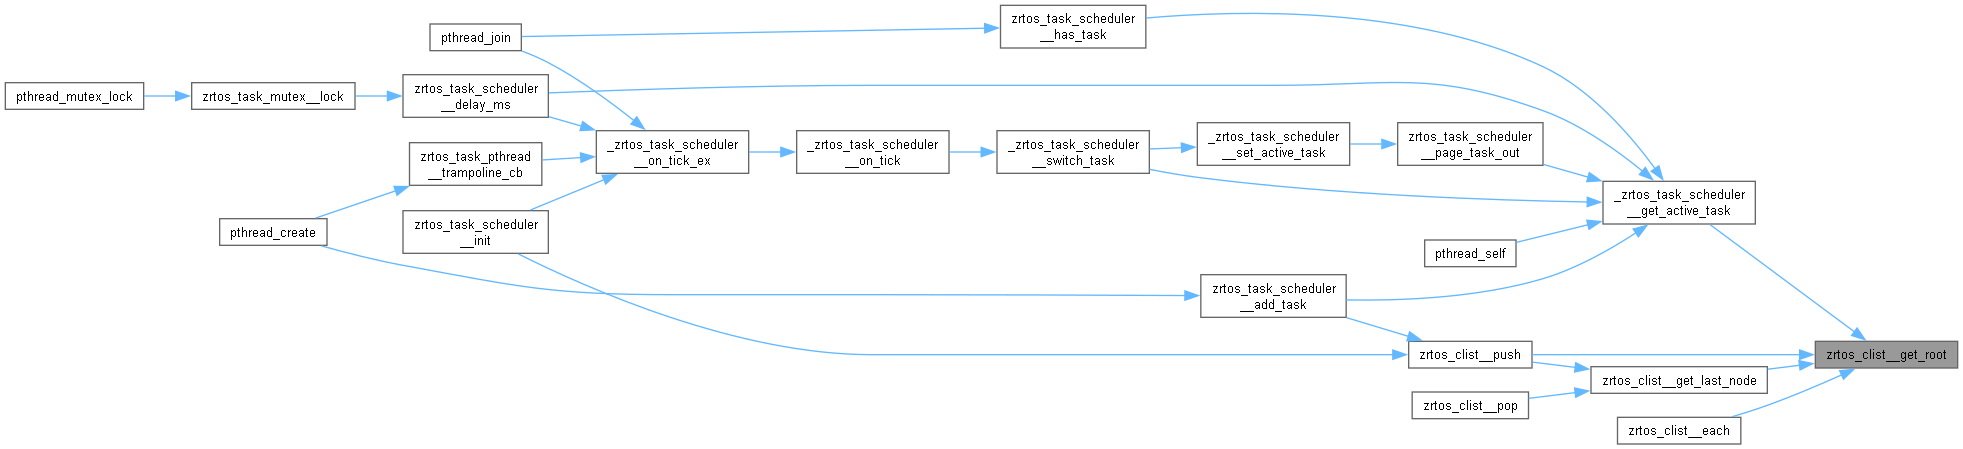 zrtos_task_scheduler
__has_task
pthread_join
zrtos_task_scheduler
__delay_ms
pthread_mutex_lock
zrtos_task_mutex__lock
_zrtos_task_scheduler
__on_tick_ex
_zrtos_task_scheduler
__on_tick
_zrtos_task_scheduler
__switch_task
_zrtos_task_scheduler
__set_active_task
zrtos_task_scheduler
__page_task_out
zrtos_task_pthread
__trampoline_cb
_zrtos_task_scheduler
__get_active_task
pthread_create
zrtos_task_scheduler
__init
pthread_self
zrtos_task_scheduler
__add_task
zrtos_clist__push
zrtos_clist__get_root
zrtos_clist__get_last_node
zrtos_clist__pop
zrtos_clist__each